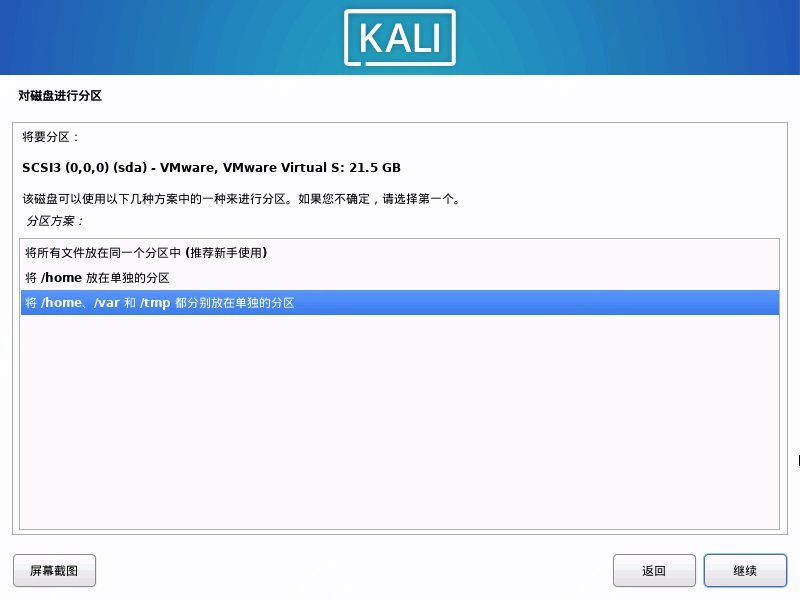 KALI
对磁盘进行分区
将要分区：
SCSI3 (0,0,0) (sda) - VMware, VMware Virtual S: 21.5 GB
该磁盘可以使用以下几种方案中的一种来进行分区。如果您不确定，请选择第一个。
分区方案：
将所有文件放在同一个分区中 (推荐新手使用)
将 /home 放在单独的分区
将 /home、/var 和 /tmp 都分别放在单独的分区
屏幕截图 返回 继续